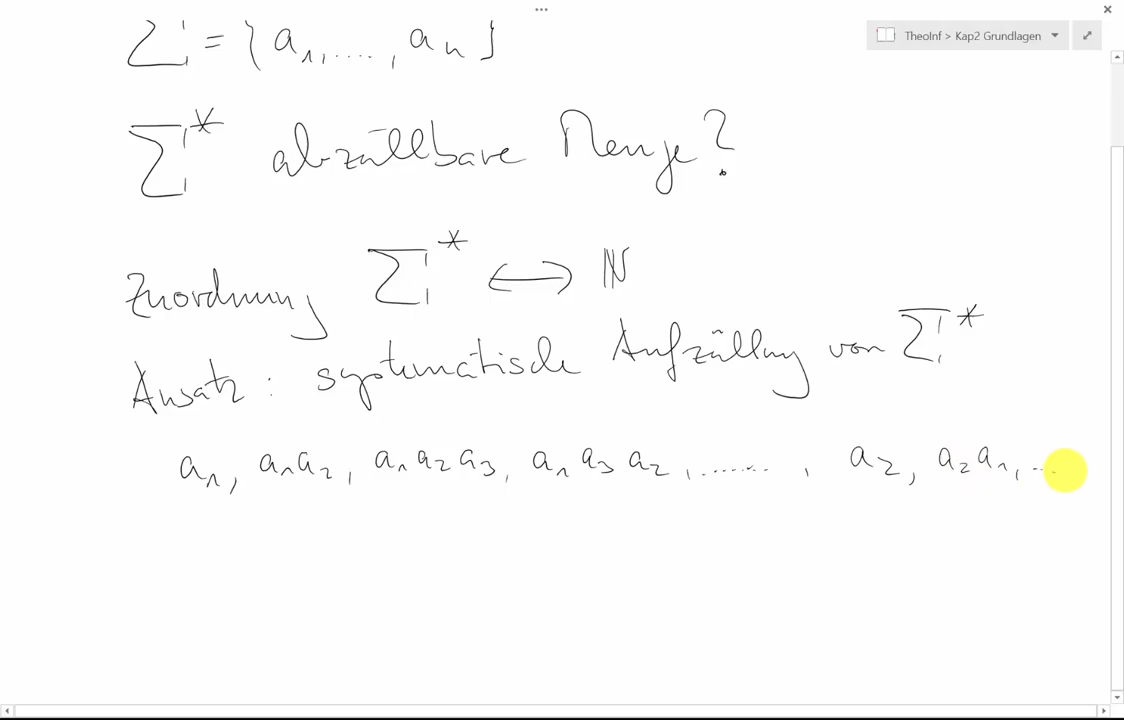 TheoInf > Kap2 Grundlagen
Σ = {a₁, ...., aₙ}
Σ* abzählbare Menge?
Zuordnung Σ* ⟷ ℕ
Ansatz: systematische Aufzählung von Σ*
a₁, a₁a₂, a₁a₂a₃, a₁a₃a₂, ........, a₂, a₂a₁, ...